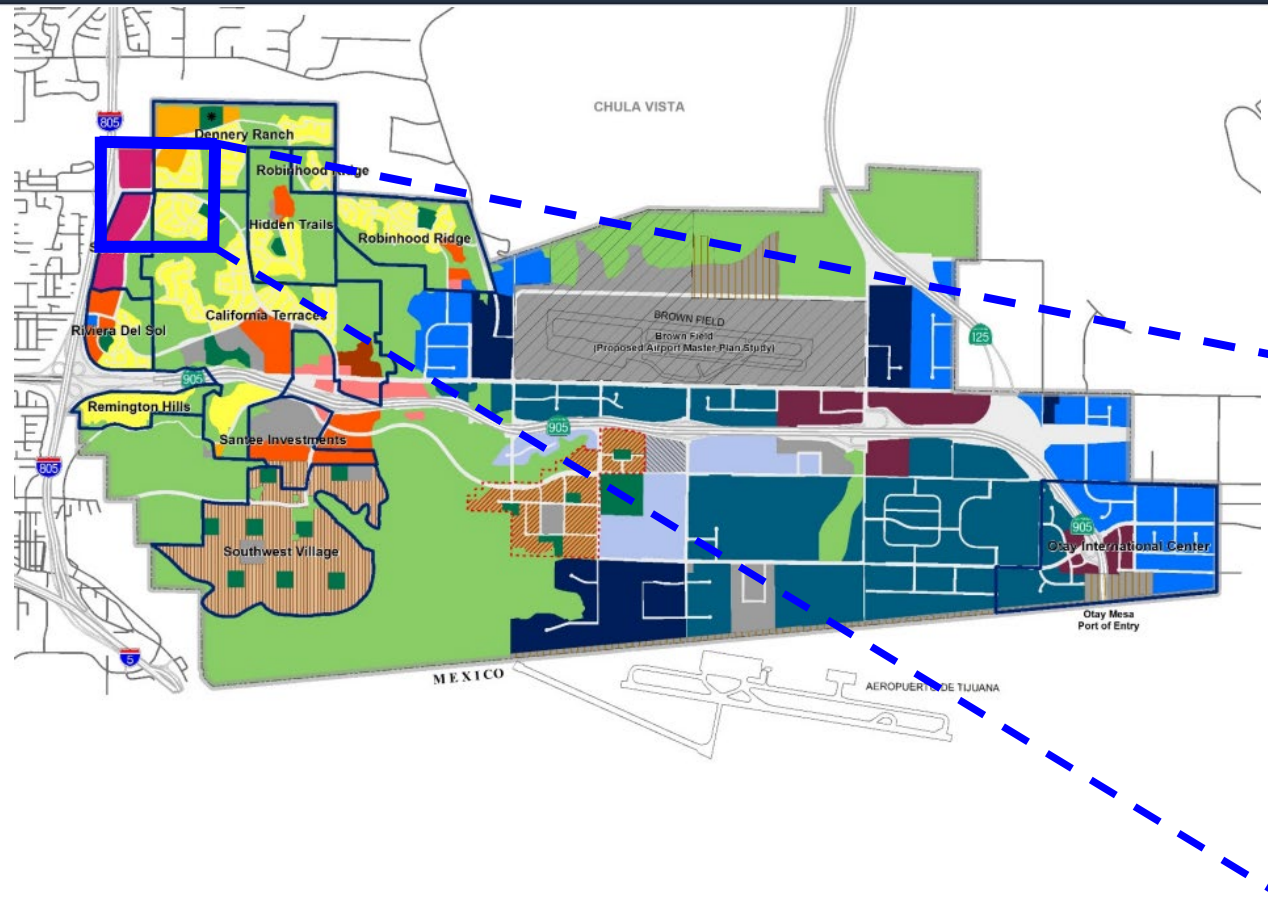 CHULA VISTA
805
Dennery Ranch
Robinhood Ridge
Hidden Trails
Robinhood Ridge
California Terraces
Riviera Del Sol
BROWN FIELD
Brown Field
(Proposed Airport Master Plan Study)
125
905
Remington Hills
Santee Investments
905
805
Southwest Village
905
Otay International Center
Otay Mesa
Port of Entry
5
MEXICO
AEROPUERTO DE TIJUANA